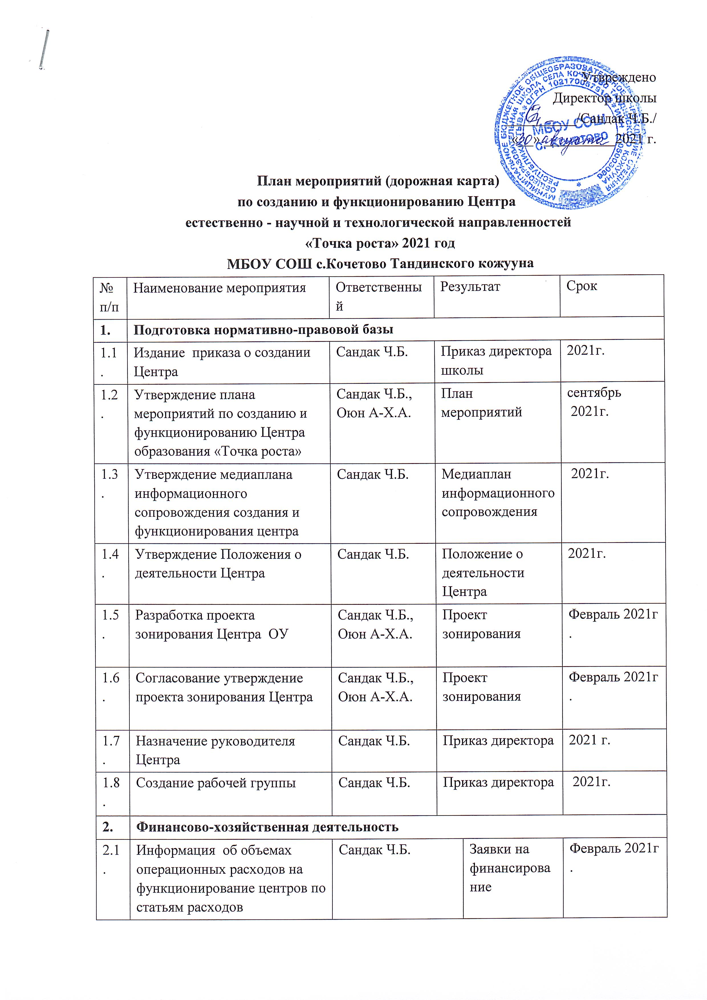 Утвреждено
Директор школы
/Сандак Ч.Б./
«30» августа 2021 г.
МБОУ СОШ
с. Кочетово
План мероприятий (дорожная карта)
по созданию и функционированию Центра
естественно - научной и технологической направленностей
«Точка роста» 2021 год
МБОУ СОШ с.Кочетово Тандинского кожууна
№ п/п Наименование мероприятия Ответственный Результат Срок
1. Подготовка нормативно-правовой базы
1.1 Издание приказа о создании Сандак Ч.Б. Приказ директора 2021г.
. Центра школы
1.2 Утверждение плана Сандак Ч.Б., План сентябрь
. мероприятий по созданию и Оюн А-Х.А. мероприятий 2021г.
функционированию Центра
образования «Точка роста»
1.3 Утверждение медиаплана Сандак Ч.Б. Медиаплан 2021г.
. информационного информационного
сопровождения создания и сопровождения
функционирования центра
1.4 Утверждение Положения о Сандак Ч.Б. Положение о 2021г.
. деятельности Центра деятельности
Центра
1.5 Разработка проекта Сандак Ч.Б., Проект Февраль 2021г
. зонирования Центра ОУ Оюн А-Х.А. зонирования .
1.6 Согласование утверждение Сандак Ч.Б., Проект Февраль 2021г
. проекта зонирования Центра Оюн А-Х.А. зонирования .
1.7 Назначение руководителя Сандак Ч.Б. Приказ директора 2021 г.
. Центра
1.8 Создание рабочей группы Сандак Ч.Б. Приказ директора 2021г.
.
2. Финансово-хозяйственная деятельность
2.1 Информация об объемах Сандак Ч.Б. Заявки на Февраль 2021г
. операционных расходов на финансирова .
функционирование центров по ние
статьям расходов